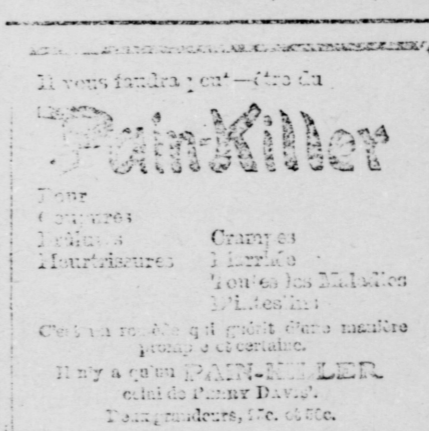 Il vous faudra peut-être du
Pain-Killer
Pour
Coupures
Brûlures Crampes
Meurtrissures Diarrhée
Toutes les Maladies
D'intestins
C'est un remède qui guérit d'une manière
prompte et certaine.
Il n'y a qu'un PAIN-KILLER
celui de PERRY DAVIS'.
Deux grandeurs, 25c. et 50c.